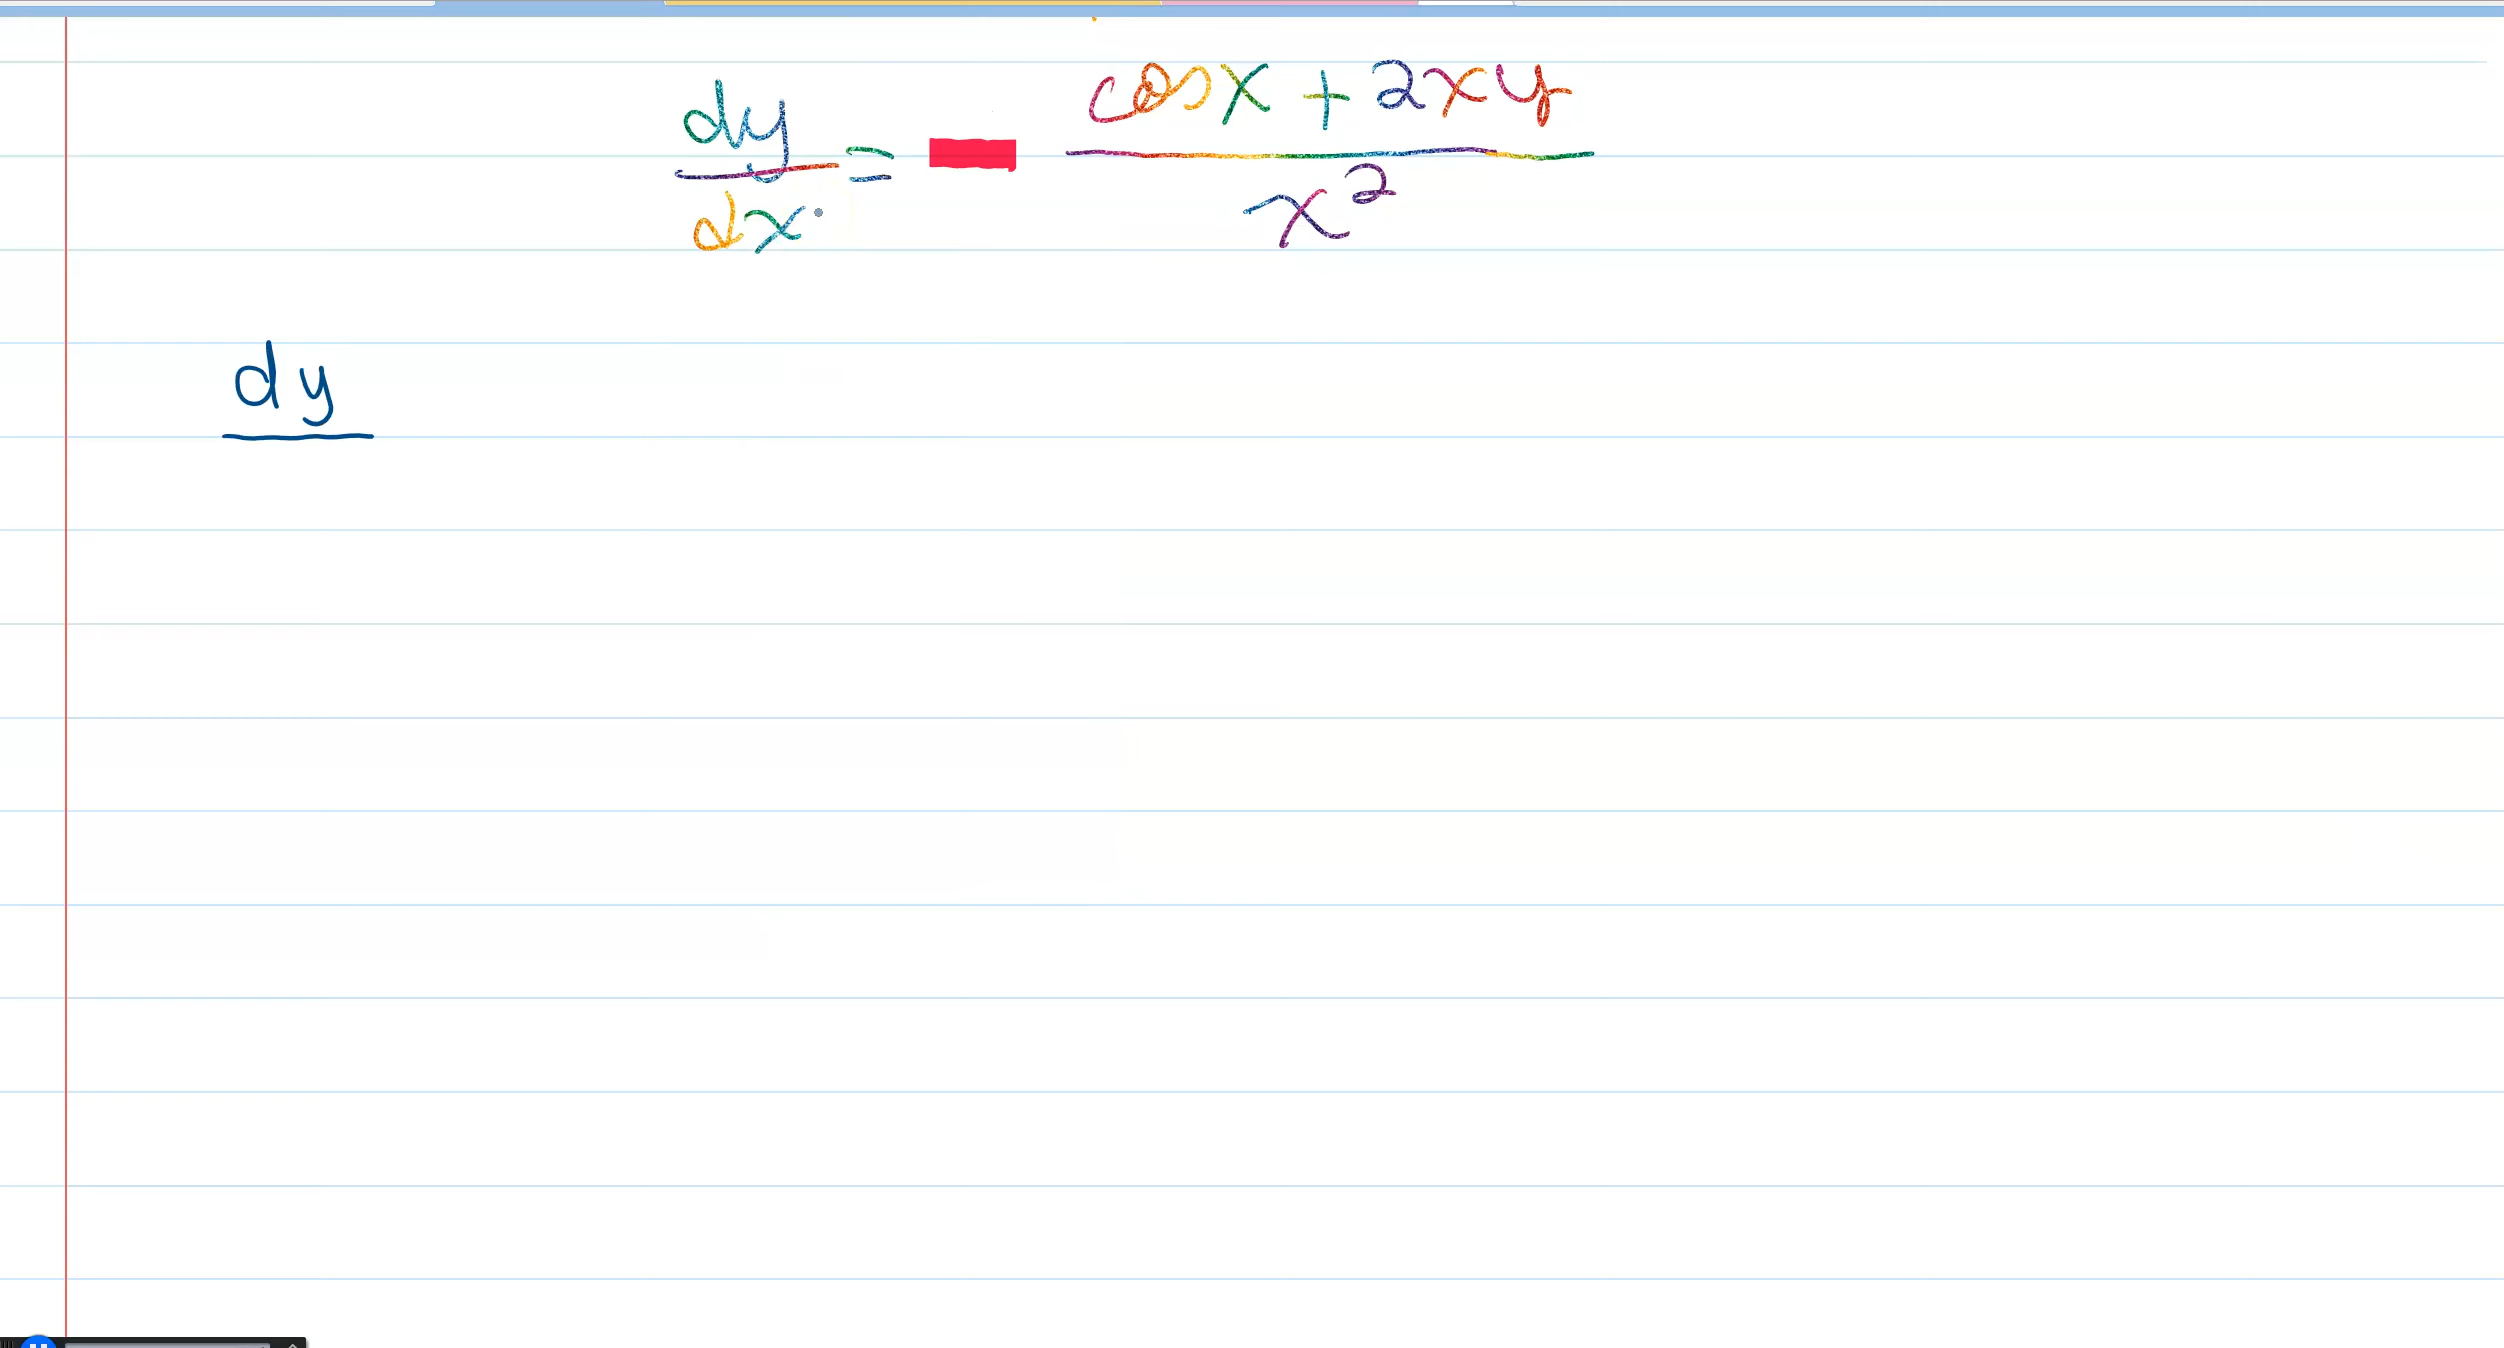 dy/dx = - (cosx + 2xy)/x²
dy